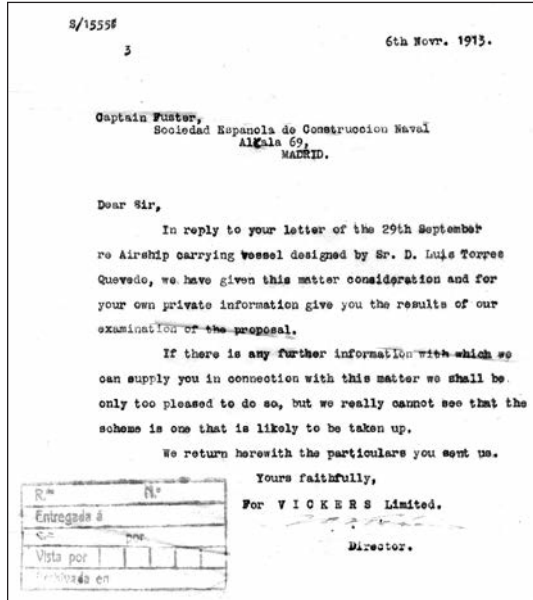 S/15558
3
6th Novr. 1913.
Captain Fuster,
Sociedad Espanola de Construccion Naval
Alcala 69,
MADRID.
Dear Sir,
In reply to your letter of the 29th September
re Airship carrying vessel designed by Sr. D. Luis Torres
Quevedo, we have given this matter consideration and for
your own private information give you the results of our
examination of the proposal.
If there is any further information with which we
can supply you in connection with this matter we shall be
only too pleased to do so, but we really cannot see that the
scheme is one that is likely to be taken up.
We return herewith the particulars you sent us.
Yours faithfully,
For V I C K E R S Limited.
Director.
R.do N.o
Entregada á
por
Vista por
Archivada en